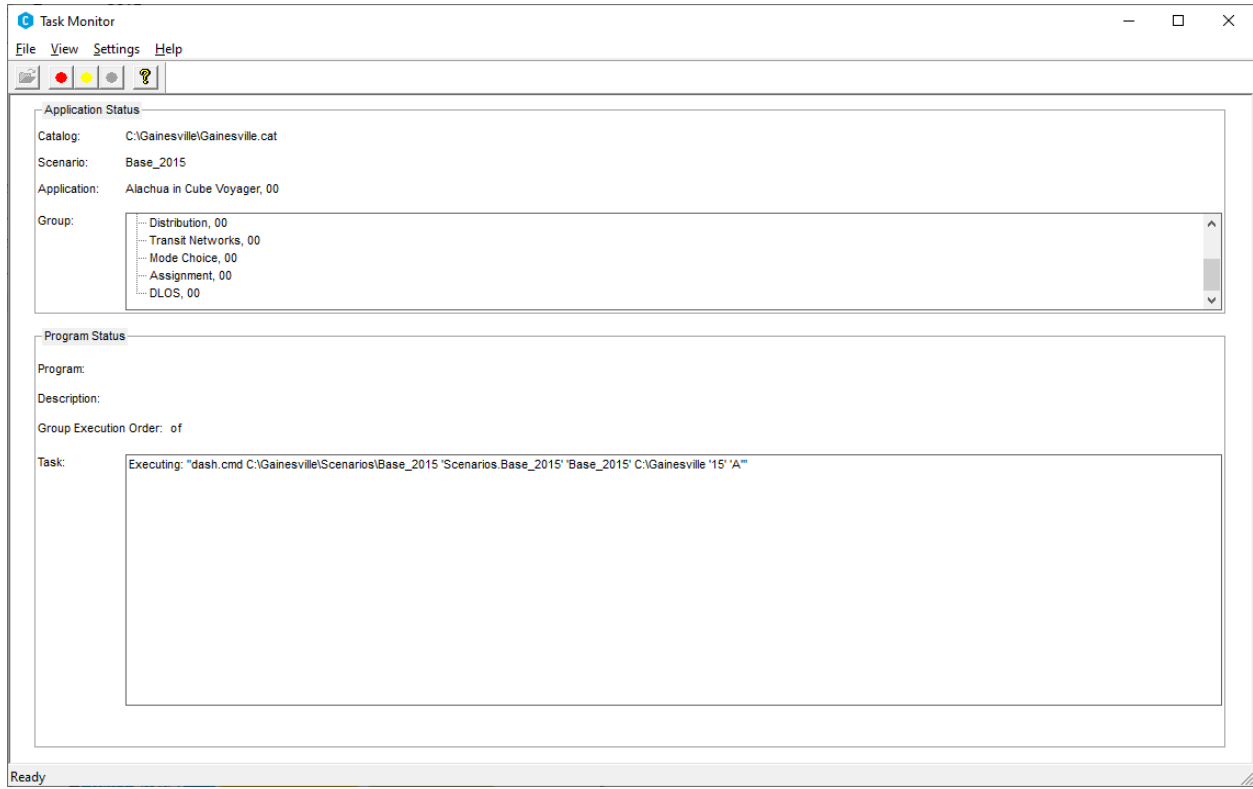 Task Monitor
File View Settings Help
Application Status
Catalog: C:\Gainesville\Gainesville.cat
Scenario: Base_2015
Application: Alachua in Cube Voyager, 00
Group: Distribution, 00
Transit Networks, 00
Mode Choice, 00
Assignment, 00
DLOS, 00
Program Status
Program:
Description:
Group Execution Order: of
Task: Executing: "dash.cmd C:\Gainesville\Scenarios\Base_2015 'Scenarios.Base_2015' 'Base_2015' C:\Gainesville '15' 'A'"
Ready